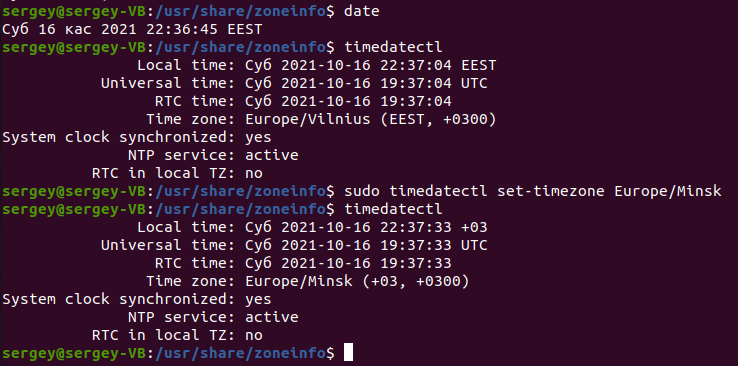 sergey@sergey-VB:/usr/share/zoneinfo$ date
Суб 16 кас 2021 22:36:45 EEST
sergey@sergey-VB:/usr/share/zoneinfo$ timedatectl
Local time: Суб 2021-10-16 22:37:04 EEST
Universal time: Суб 2021-10-16 19:37:04 UTC
RTC time: Суб 2021-10-16 19:37:04
Time zone: Europe/Vilnius (EEST, +0300)
System clock synchronized: yes
NTP service: active
RTC in local TZ: no
sergey@sergey-VB:/usr/share/zoneinfo$ sudo timedatectl set-timezone Europe/Minsk
sergey@sergey-VB:/usr/share/zoneinfo$ timedatectl
Local time: Суб 2021-10-16 22:37:33 +03
Universal time: Суб 2021-10-16 19:37:33 UTC
RTC time: Суб 2021-10-16 19:37:33
Time zone: Europe/Minsk (+03, +0300)
System clock synchronized: yes
NTP service: active
RTC in local TZ: no
sergey@sergey-VB:/usr/share/zoneinfo$